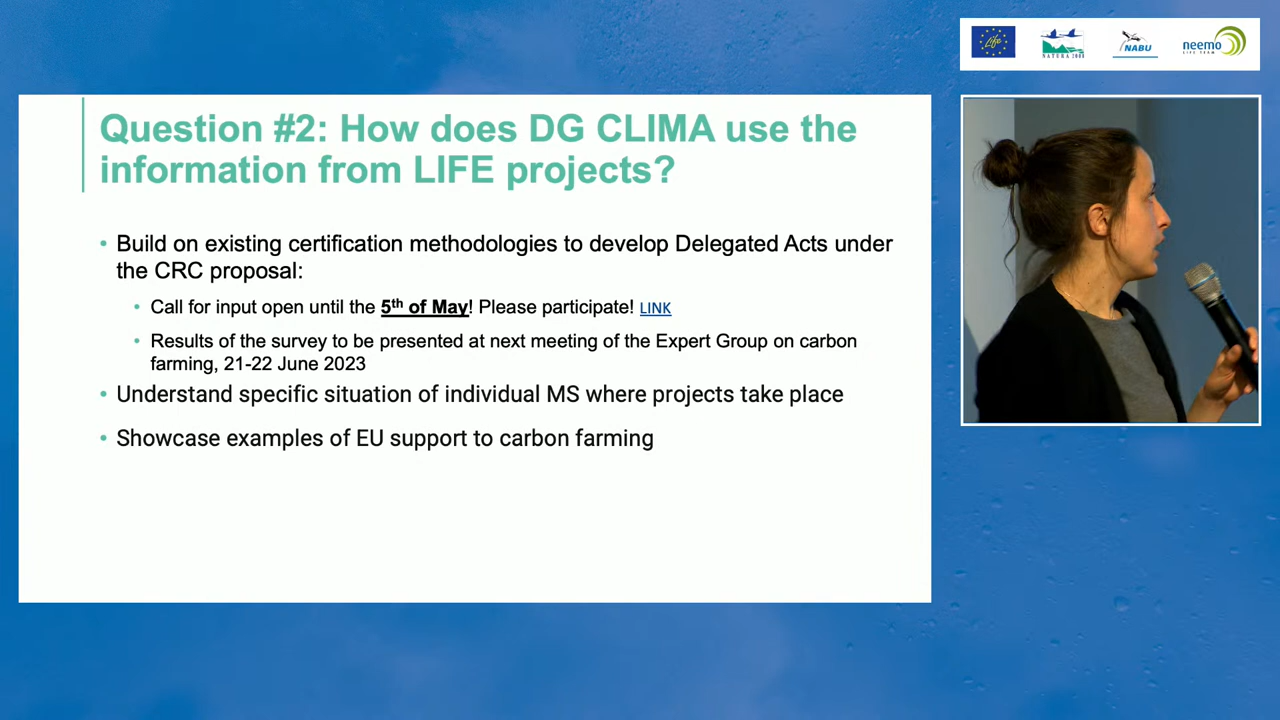 Life
NATURA 2000
NABU
neemo
LIFE TEAM
Question #2: How does DG CLIMA use the
information from LIFE projects?
• Build on existing certification methodologies to develop Delegated Acts under
the CRC proposal:
• Call for input open until the 5th of May! Please participate! LINK
• Results of the survey to be presented at next meeting of the Expert Group on carbon
farming, 21-22 June 2023
• Understand specific situation of individual MS where projects take place
• Showcase examples of EU support to carbon farming